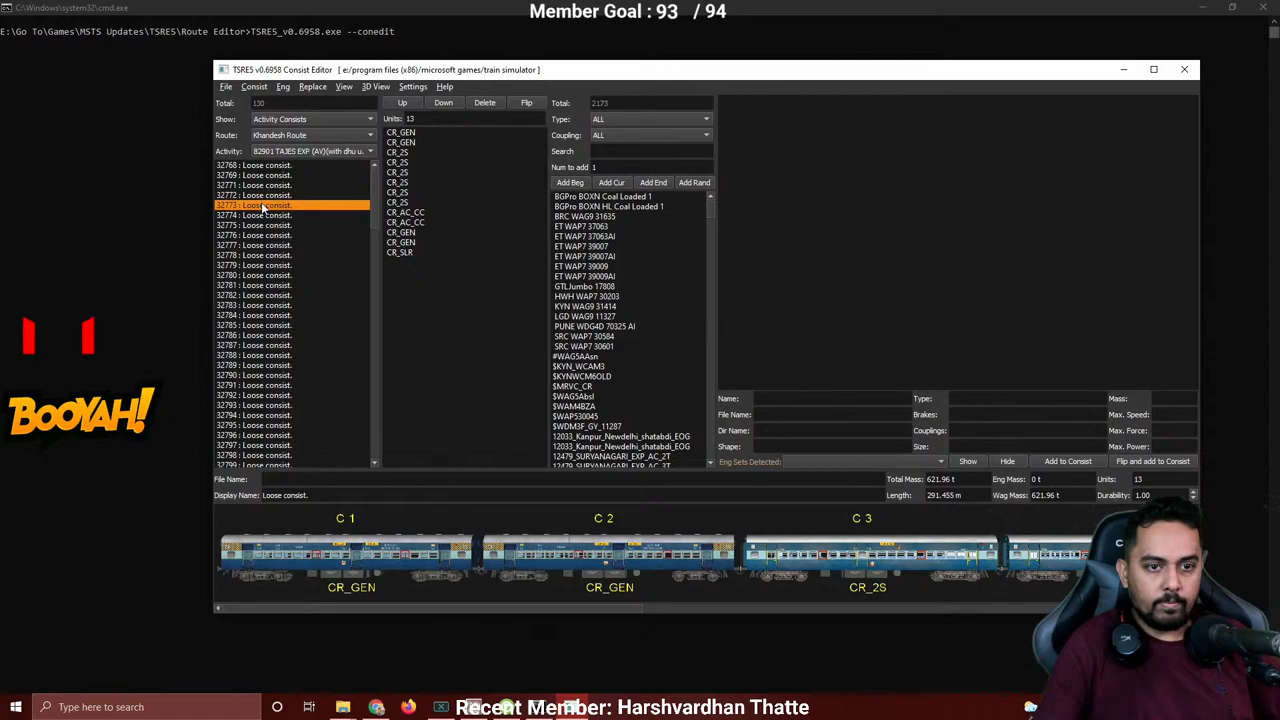 C:\Windows\system32\cmd.exe
Member Goal : 93 / 94
E:\Go To\Games\MSTS Updates\TSRE5\Route Editor>TSRE5_v0.6958.exe --conedit
TSRE5 v0.6958 Consist Editor [ e:/program files (x86)/microsoft games/train simulator ]
File Consist Eng Replace View 3D View Settings Help
Total: 130
Show: Activity Consists
Route: Khandesh Route
Activity: B2901 TAJES EXP (AV)(with dhu u.
32768 : Loose consist.
32769 : Loose consist.
32771 : Loose consist.
32772 : Loose consist.
32773 : Loose consist.
32774 : Loose consist.
32775 : Loose consist.
32776 : Loose consist.
32777 : Loose consist.
32778 : Loose consist.
32779 : Loose consist.
32780 : Loose consist.
32781 : Loose consist.
32782 : Loose consist.
32783 : Loose consist.
32784 : Loose consist.
32785 : Loose consist.
32786 : Loose consist.
32787 : Loose consist.
32788 : Loose consist.
32789 : Loose consist.
32790 : Loose consist.
32791 : Loose consist.
32792 : Loose consist.
32793 : Loose consist.
32794 : Loose consist.
32795 : Loose consist.
32796 : Loose consist.
32797 : Loose consist.
32798 : Loose consist.
32799 : Loose consist.
Up Down Delete Flip
Units: 13
CR_GEN
CR_GEN
CR_2S
CR_2S
CR_2S
CR_2S
CR_2S
CR_2S
CR_AC_CC
CR_AC_CC
CR_GEN
CR_GEN
CR_SLR
Total: 2173
Type: ALL
Coupling: ALL
Search
Num to add 1
Add Beg Add Cur Add End Add Rand
BGPro BOXN Coal Loaded 1
BGPro BOXN HL Coal Loaded 1
BRC WAG9 31635
ET WAP7 37063
ET WAP7 37063AI
ET WAP7 39007
ET WAP7 39007AI
ET WAP7 39009
ET WAP7 39009AI
GTLJumbo 17808
HWH WAP7 30203
KYN WAG9 31414
LGD WAG9 11327
PUNE WDG4D 70325 AI
SRC WAP7 30584
SRC WAP7 30601
#WAG5AAsn
$KYN_WCAM3
$KYNWCM6OLD
$MRVC_CR
$WAG5Absl
$WAM4BZA
$WAP530045
$WDM3F_GY_11287
12033_Kanpur_Newdelhi_shatabdi_EOG
12033_Kanpur_Newdelhi_shatabdi_EOG
12479_SURYANAGARI_EXP_AC_2T
12479_SURYANAGARI_EXP_AC_3T
Name: Type: Mass:
File Name: Brakes: Max. Speed:
Dir Name: Couplings: Max. Force:
Shape: Size: Max. Power:
Eng Sets Detected: Show Hide Add to Consist Flip and add to Consist
File Name: Total Mass: 621.96 t Eng Mass: 0 t Units: 13
Display Name: Loose consist. Length: 291.455 m Wag Mass: 621.96 t Durability: 1.00
C 1 C 2 C 3
CR_GEN CR_GEN CR_2S
BOOYAH!
Type here to search
Recent Member: Harshvardhan Thatte